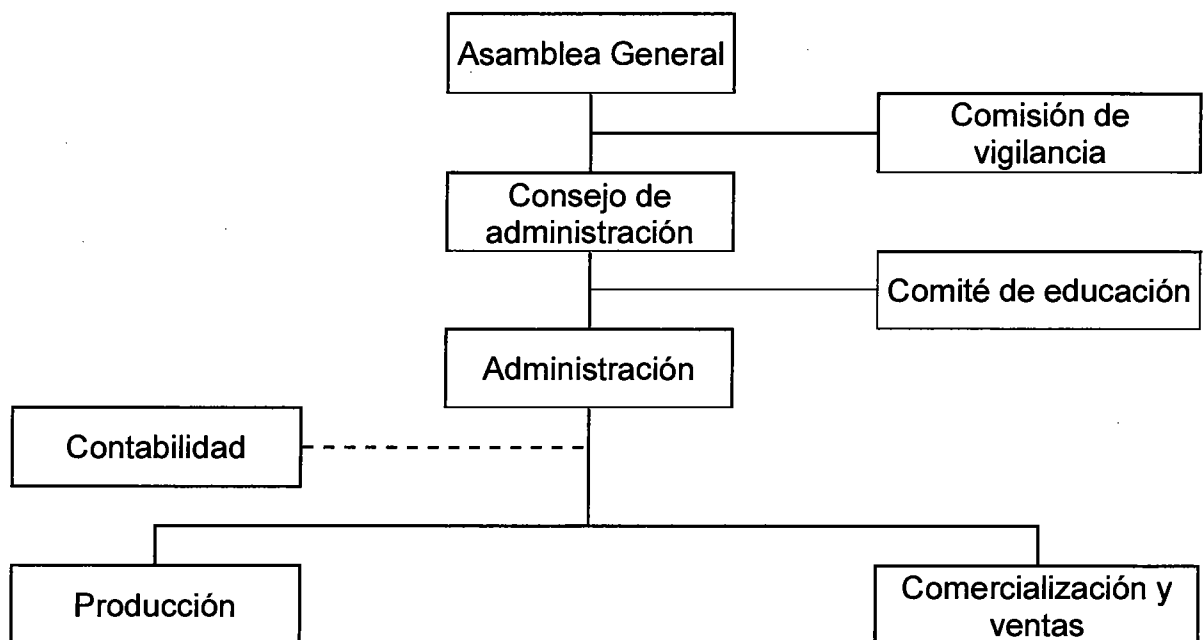 Asamblea General
Comisión de
vigilancia
Consejo de
administración
Comité de educación
Administración
Contabilidad
Producción
Comercialización y
ventas